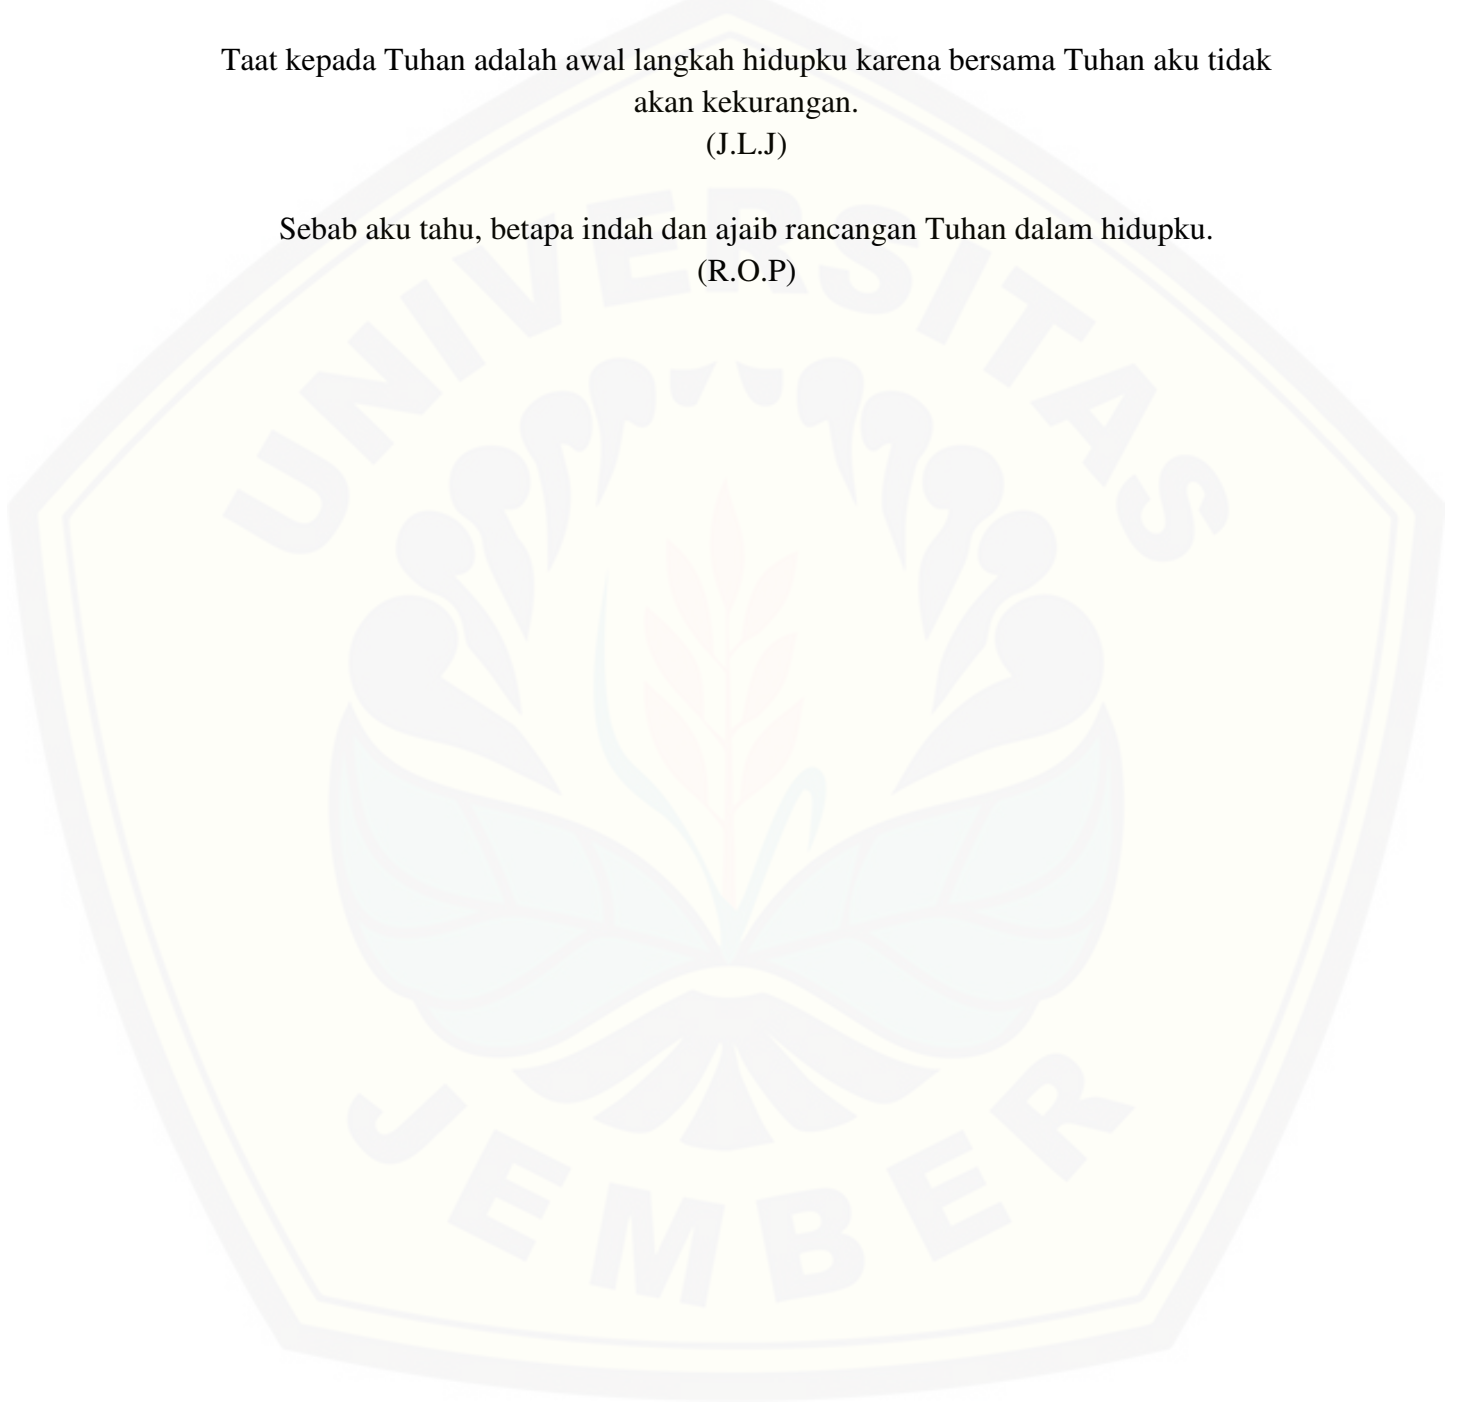 Taat kepada Tuhan adalah awal langkah hidupku karena bersama Tuhan aku tidak
akan kekurangan.
(J.L.J)
Sebab aku tahu, betapa indah dan ajaib rancangan Tuhan dalam hidupku.
(R.O.P)
UNIVERSITAS
JEMBER